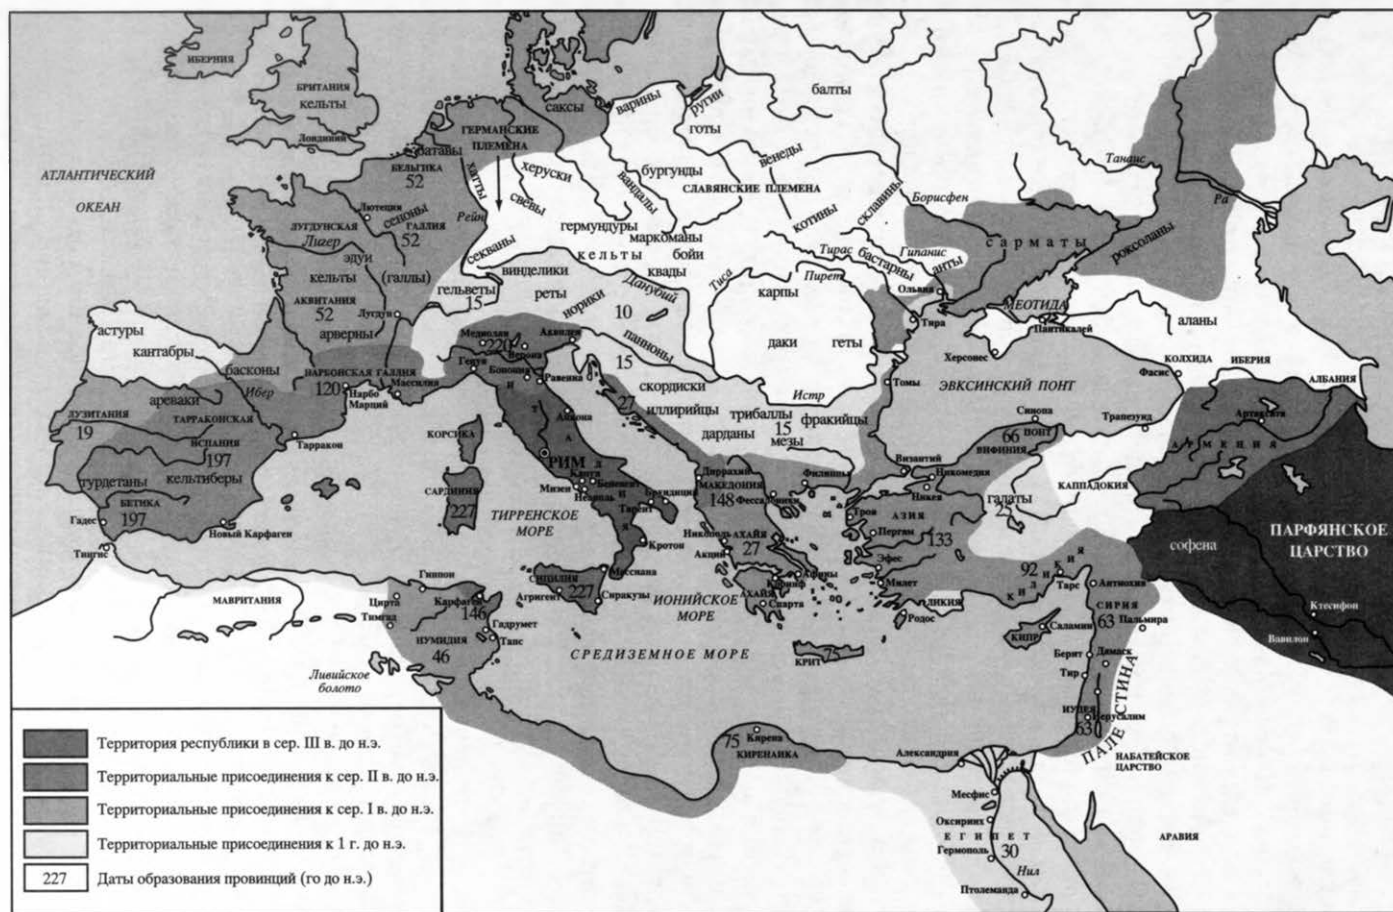 ИБЕРНИЯ
БРИТАНИЯ
кельты
Лондиний
АТЛАНТИЧЕСКИЙ
ОКЕАН
саксы
варины
ругии
готы
балты
ГЕРМАНСКИЕ
ПЛЕМЕНА
батавы
БЕЛЬГИКА
52
хатты
херуски
свевы
вандалы
бургунды
венеды
СЛАВЯНСКИЕ ПЛЕМЕНА
котины
склавины
Борисфен
Танаис
Ра
Лютеция
сеноны
ГАЛЛИЯ
52
ЛУГДУНСКАЯ
Лигер
эдуи
кельты
(галлы)
Рейн
секваны
гермундуры
маркоманы
кельты
бойи
квады
Тирас
бастарны
Гипанис
анты
сарматы
роксоланы
АКВИТАНИЯ
52
арверны
Лугдун
гельветы
15
винделики
реты
норики
Данубий
10
Тиса
карпы
Пирет
Ольвия
Тира
МЕОТИДА
Пантикапей
аланы
астуры
кантабры
васконы
НАРБОНСКАЯ ГАЛЛИЯ
120
Нарбо
Марций
Массилия
Медиолан
220
Верона
Аквилея
Генуя
Бонония
Равенна
панноны
15
даки
геты
Херсонес
КОЛХИДА
Фасис
ИБЕРИЯ
АЛБАНИЯ
ареваки
Ибер
ЛУЗИТАНИЯ
19
ТАРРАКОНСКАЯ
ИСПАНИЯ
197
Тарракон
кельтиберы
турдетаны
БЕТИКА
197
Гадес
Новый Карфаген
Тингис
КОРСИКА
САРДИНИЯ
227
ИТАЛИЯ
Анкона
РИМ
Капуя
Мизен
Беневент
Неаполь
Брундизий
Тарент
Кротон
ТИРРЕНСКОЕ
МОРЕ
27
скордиски
иллирийцы
трибаллы
15
дарданы
мезы
фракийцы
Истр
Томы
ЭВКСИНСКИЙ ПОНТ
Синопа
Трапезунд
66
ПОНТ
ВИФИНИЯ
Артаксата
АРМЕНИЯ
Диррахий
МАКЕДОНИЯ
148
Фессалоники
Филиппы
Византий
Никомедия
Никея
галаты
25
КАППАДОКИЯ
Троя
АЗИЯ
Пергам
133
Эфес
Милет
софена
ПАРФЯНСКОЕ
ЦАРСТВО
Никополь
АХАЙЯ
Акций
27
Афины
Коринф
АХАЙЯ
Спарта
92
КИЛИКИЯ
Тарс
Антиохия
ЛИКИЯ
Родос
СИРИЯ
63
Пальмира
КИПР
Саламин
Ктесифон
Вавилон
МАВРИТАНИЯ
Цирта
Тимгад
Гиппон
Карфаген
146
Гадрумет
Тапс
НУМИДИЯ
46
СИЦИЛИЯ
227
Мессана
Агригент
Сиракузы
ИОНИЙСКОЕ
МОРЕ
СРЕДИЗЕМНОЕ МОРЕ
КРИТ
75
Берит
Дамаск
Тир
ИУДЕЯ
Иерусалим
63
ПАЛЕСТИНА
НАБАТЕЙСКОЕ
ЦАРСТВО
Ливийское
болото
75
Кирена
КИРЕНАИКА
Александрия
Месфис
Оксиринх
ЕГИПЕТ
30
Гермополь
Нил
Птолемаида
АРАВИЯ
Территория республики в сер. III в. до н.э.
Территориальные присоединения к сер. II в. до н.э.
Территориальные присоединения к сер. I в. до н.э.
Территориальные присоединения к 1 г. до н.э.
227 Даты образования провинций (го до н.э.)